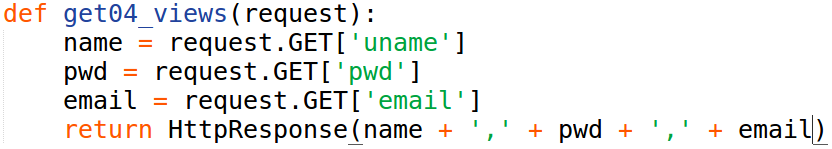 def get04_views(request):
    name = request.GET['uname']
    pwd = request.GET['pwd']
    email = request.GET['email']
    return HttpResponse(name + ',' + pwd + ',' + email)